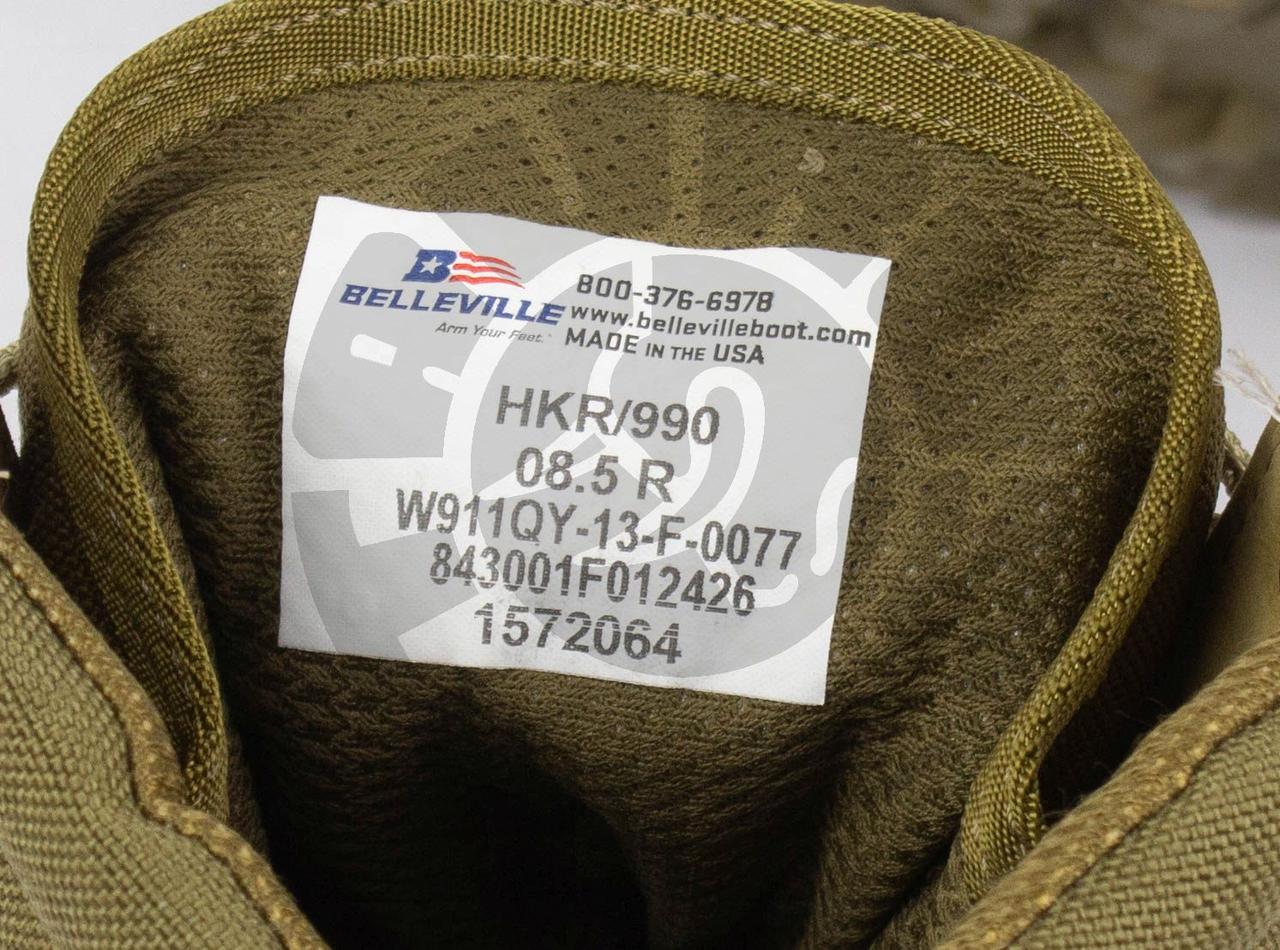 BELLEVILLE
Arm Your Feet.
800-376-6978
www.bellevilleboot.com
MADE IN THE USA
HKR/990
08.5 R
W911QY-13-F-0077
843001F012426
1572064